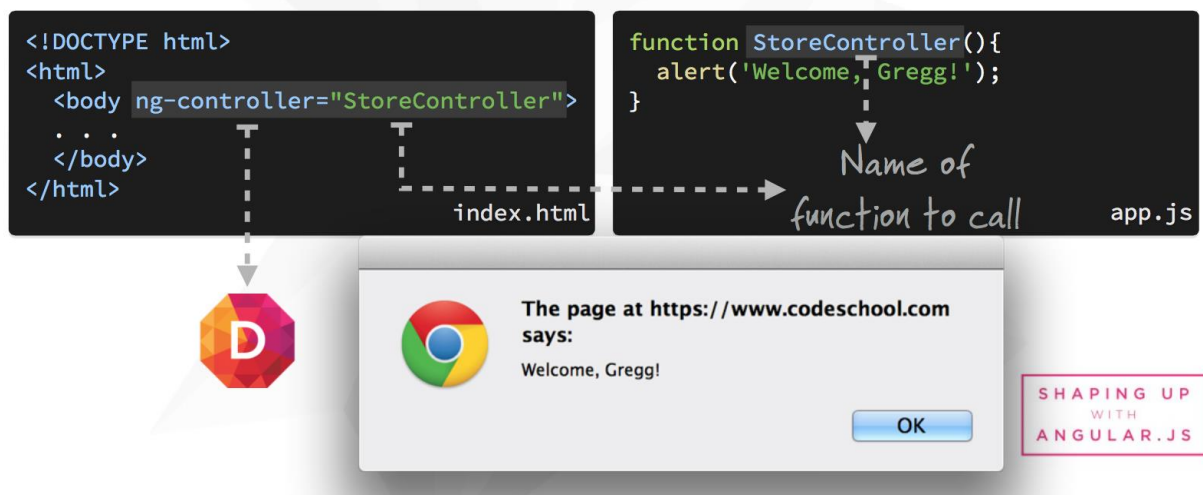 <!DOCTYPE html>
<html>
<body ng-controller="StoreController">
. . .
</body>
</html>
index.html
function StoreController(){
alert('Welcome, Gregg!');
}
Name of
function to call
app.js
D
The page at https://www.codeschool.com
says:
Welcome, Gregg!
OK
SHAPING UP
WITH
ANGULAR.JS